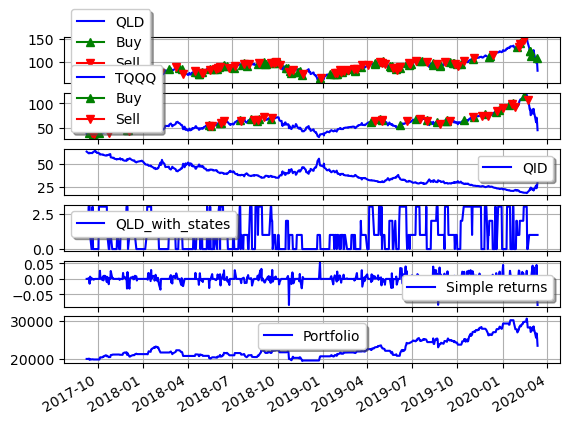 QLD
Buy
Sell
150
100
TQQQ
Buy
Sell
100
50
QID
50
25
QLD_with_states
2.5
0.0
Simple returns
0.05
0.00
−0.05
Portfolio
30000
20000
2017-10
2018-01
2018-04
2018-07
2018-10
2019-01
2019-04
2019-07
2019-10
2020-01
2020-04